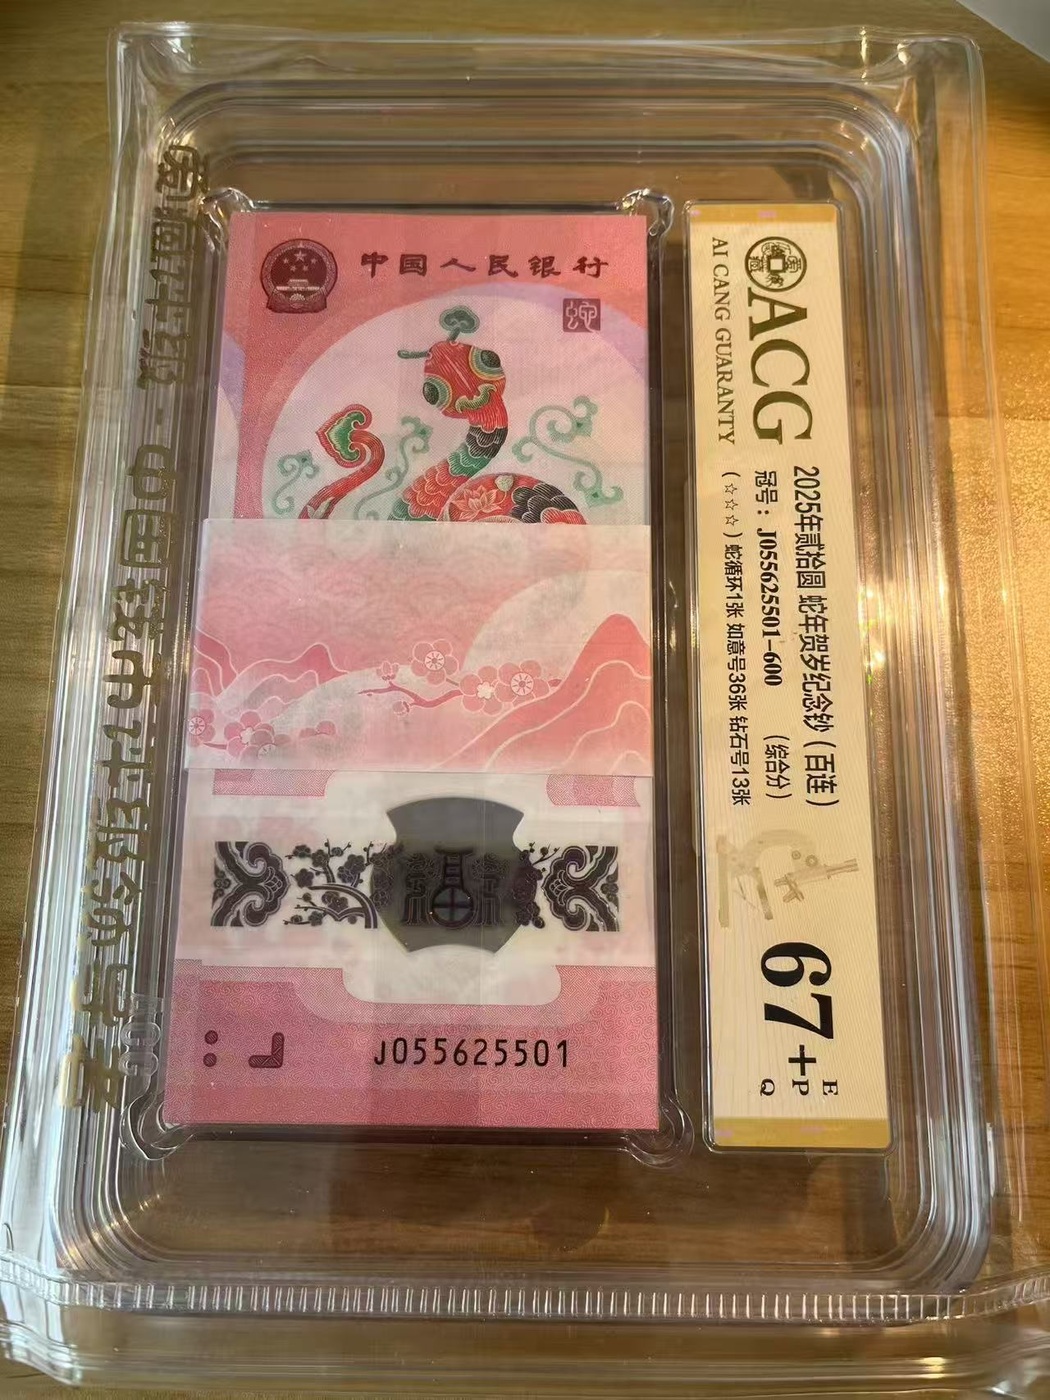 中国人民银行
蛇
福
J055625501
ACG
AI CANG GUARANTY
2025年贰拾圆 蛇年贺岁纪念钞（百连）
冠号：J055625501-600 （综合分）
（☆☆☆）蛇循环1张 如意号36张 钻石号13张
67+
E
P
Q